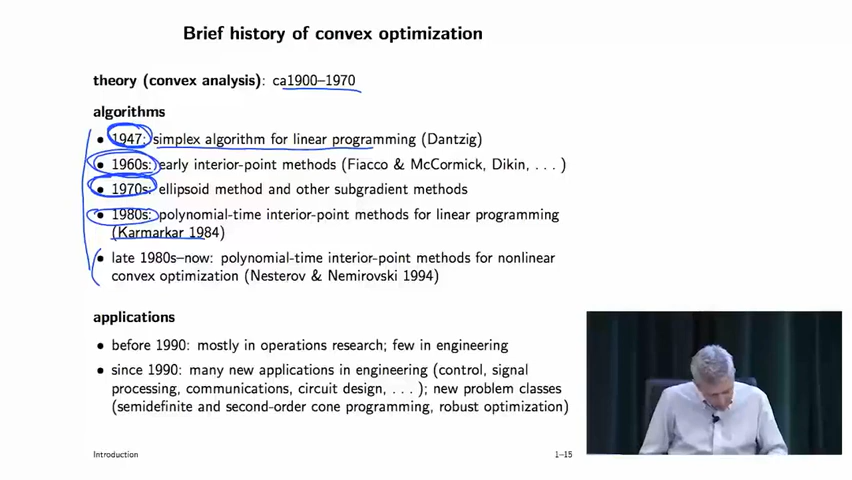 Brief history of convex optimization
theory (convex analysis): ca1900–1970
algorithms
• 1947: simplex algorithm for linear programming (Dantzig)
• 1960s: early interior-point methods (Fiacco & McCormick, Dikin, . . . )
• 1970s: ellipsoid method and other subgradient methods
• 1980s: polynomial-time interior-point methods for linear programming
(Karmarkar 1984)
• late 1980s–now: polynomial-time interior-point methods for nonlinear
convex optimization (Nesterov & Nemirovski 1994)
applications
• before 1990: mostly in operations research; few in engineering
• since 1990: many new applications in engineering (control, signal
processing, communications, circuit design, . . . ); new problem classes
(semidefinite and second-order cone programming, robust optimization)
Introduction
1–15